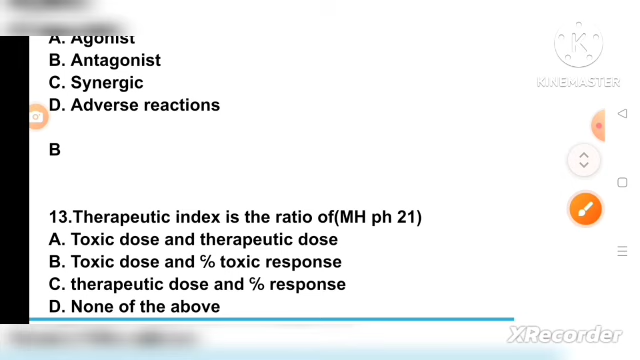 A. Agonist
B. Antagonist
C. Synergic
D. Adverse reactions
B
13.Therapeutic index is the ratio of(MH ph 21)
A. Toxic dose and therapeutic dose
B. Toxic dose and ℅ toxic response
C. therapeutic dose and ℅ response
D. None of the above
K
KINEMASTER
XRecorder